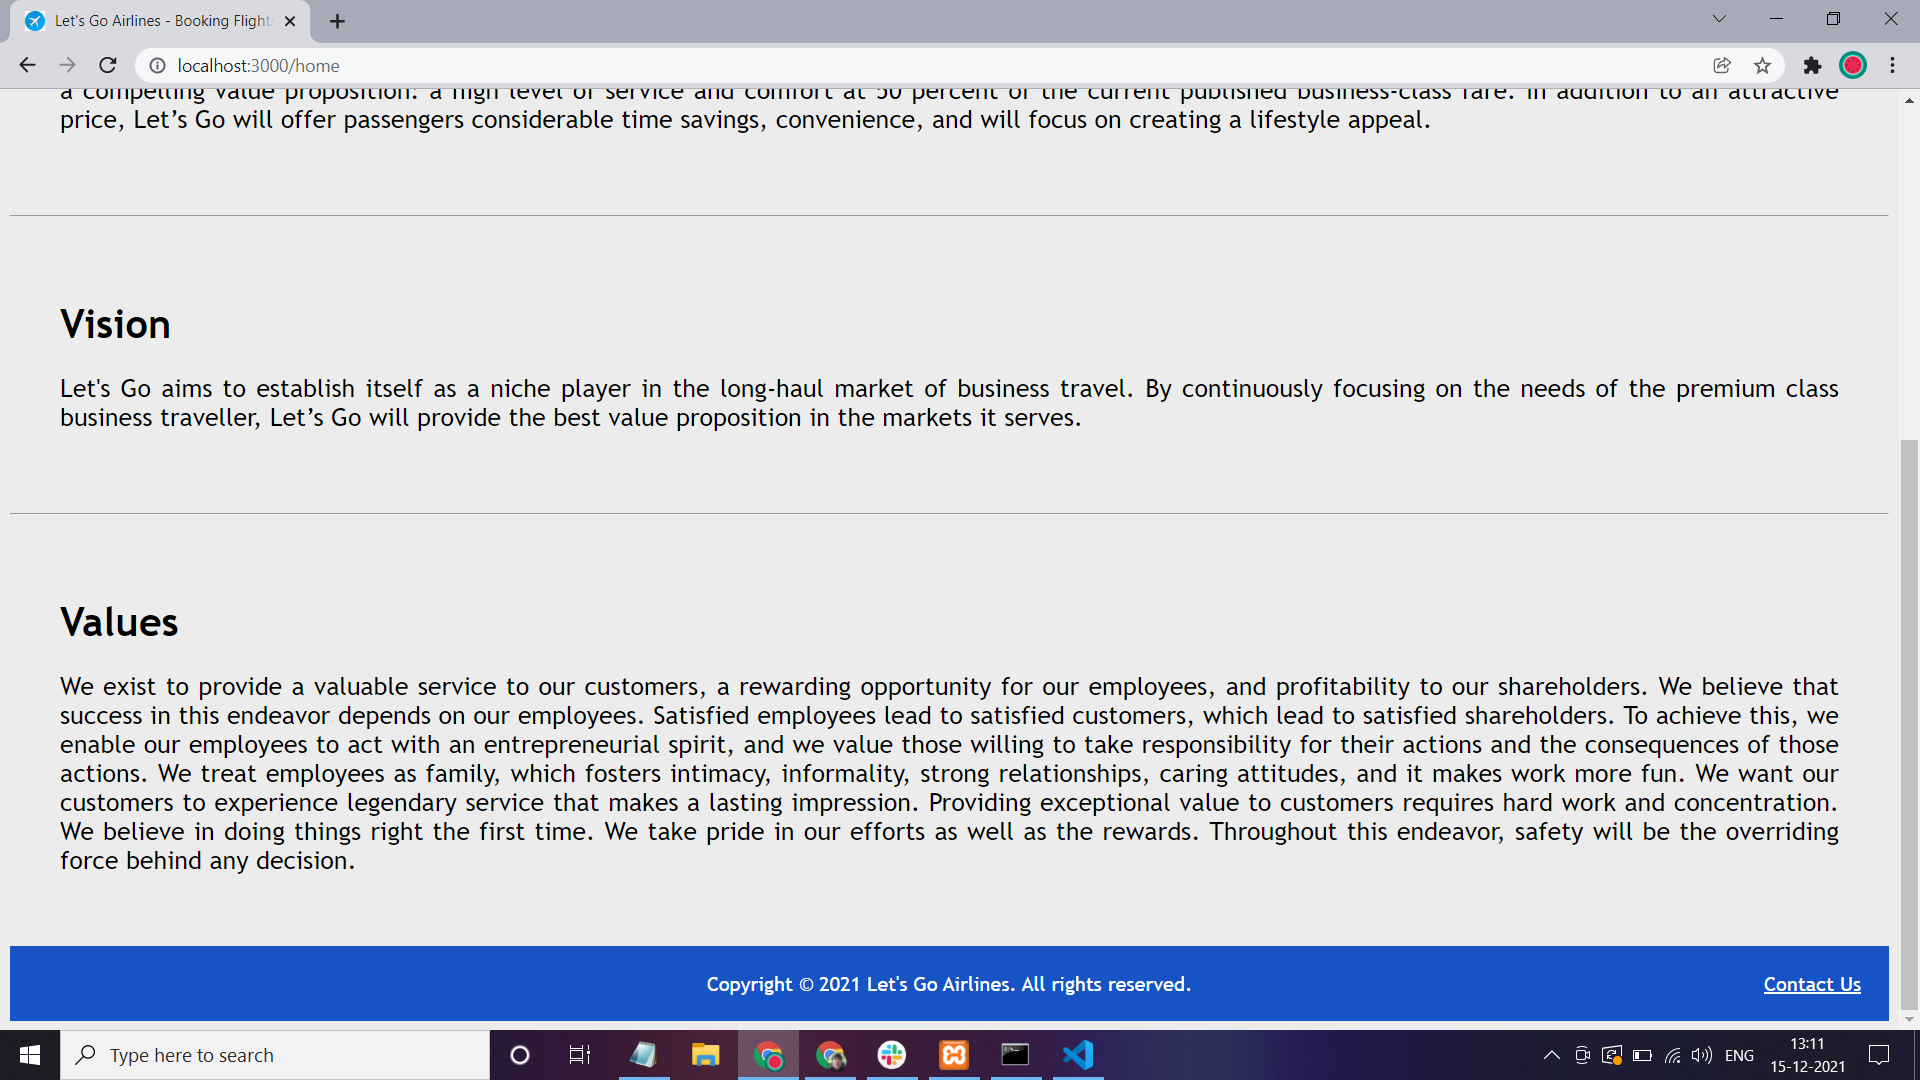 Let's Go Airlines - Booking Flights
localhost:3000/home
a compelling value proposition: a high level of service and comfort at 50 percent of the current published business-class fare. In addition to an attractive
price, Let’s Go will offer passengers considerable time savings, convenience, and will focus on creating a lifestyle appeal.
Vision
Let's Go aims to establish itself as a niche player in the long-haul market of business travel. By continuously focusing on the needs of the premium class
business traveller, Let’s Go will provide the best value proposition in the markets it serves.
Values
We exist to provide a valuable service to our customers, a rewarding opportunity for our employees, and profitability to our shareholders. We believe that
success in this endeavor depends on our employees. Satisfied employees lead to satisfied customers, which lead to satisfied shareholders. To achieve this, we
enable our employees to act with an entrepreneurial spirit, and we value those willing to take responsibility for their actions and the consequences of those
actions. We treat employees as family, which fosters intimacy, informality, strong relationships, caring attitudes, and it makes work more fun. We want our
customers to experience legendary service that makes a lasting impression. Providing exceptional value to customers requires hard work and concentration.
We believe in doing things right the first time. We take pride in our efforts as well as the rewards. Throughout this endeavor, safety will be the overriding
force behind any decision.
Copyright © 2021 Let's Go Airlines. All rights reserved.
Contact Us
Type here to search
ENG
13:11
15-12-2021